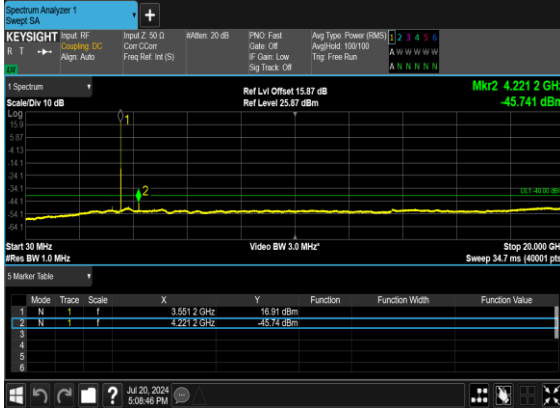 Spectrum Analyzer 1
Swept SA
KEYSIGHT
R T
Input: RF
Coupling: DC
Align: Auto
Input Z: 50 Ω
Corr CCorr
Freq Ref: Int (S)
#Atten: 20 dB
PNO: Fast
Gate: Off
IF Gain: Low
Sig Track: Off
Avg Type: Power (RMS)
Avg|Hold: 100/100
Trig: Free Run
1 2 3 4 5 6
A W W W W W
A N N N N N
1 Spectrum
Scale/Div 10 dB
Log
Ref Lvl Offset 15.87 dB
Ref Level 25.87 dBm
Mkr2 4.221 2 GHz
-45.741 dBm
15.9
5.87
-4.13
-14.1
-24.1
-34.1
-44.1
-54.1
-64.1
1
2
DL1 -40.00 dBm
Start 30 MHz
#Res BW 1.0 MHz
Video BW 3.0 MHz*
Stop 20.000 GHz
Sweep 34.7 ms (40001 pts)
5 Marker Table
Mode Trace Scale X Y Function Function Width Function Value
1 N 1 f 3.551 2 GHz 16.91 dBm
2 N 1 f 4.221 2 GHz -45.74 dBm
3
4
5
6
Jul 20, 2024
5:08:46 PM